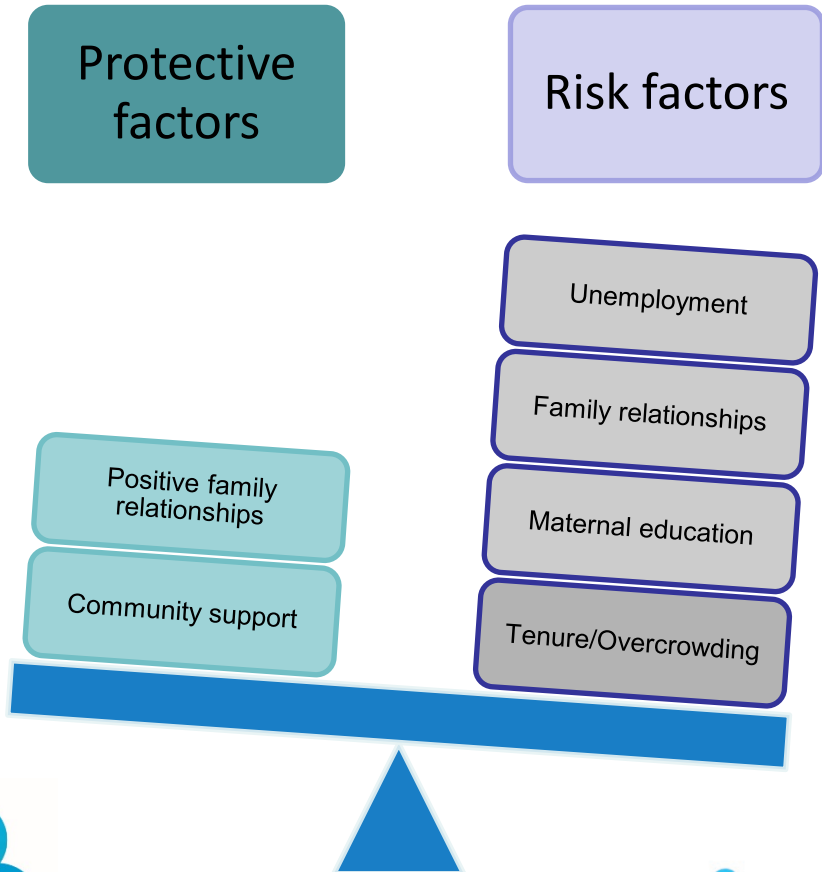 Protective
factors
Risk factors
Unemployment
Family relationships
Maternal education
Tenure/Overcrowding
Positive family
relationships
Community support